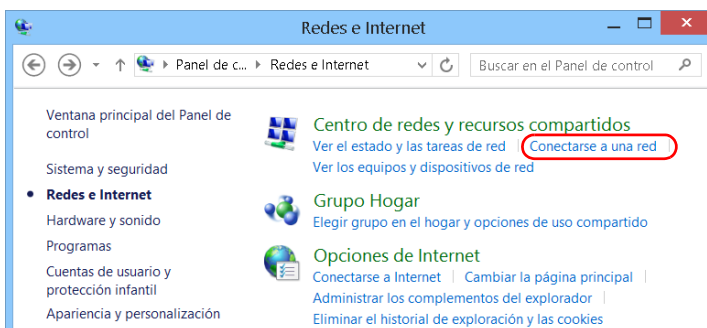 Redes e Internet
Panel de c... Redes e Internet
Buscar en el Panel de control
Ventana principal del Panel de
control
Sistema y seguridad
Redes e Internet
Hardware y sonido
Programas
Cuentas de usuario y
protección infantil
Apariencia y personalización
Centro de redes y recursos compartidos
Ver el estado y las tareas de red Conectarse a una red
Ver los equipos y dispositivos de red
Grupo Hogar
Elegir grupo en el hogar y opciones de uso compartido
Opciones de Internet
Conectarse a Internet Cambiar la página principal
Administrar los complementos del explorador
Eliminar el historial de exploración y las cookies